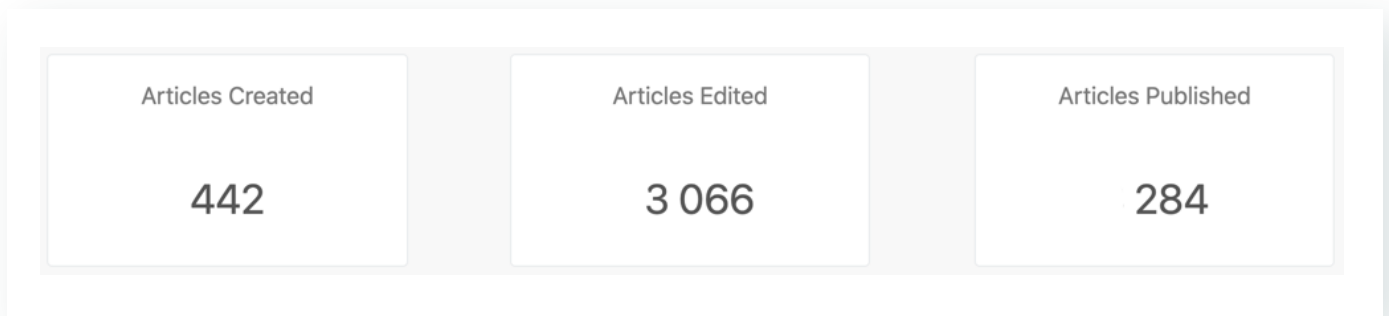 Articles Created
442
Articles Edited
3 066
Articles Published
284